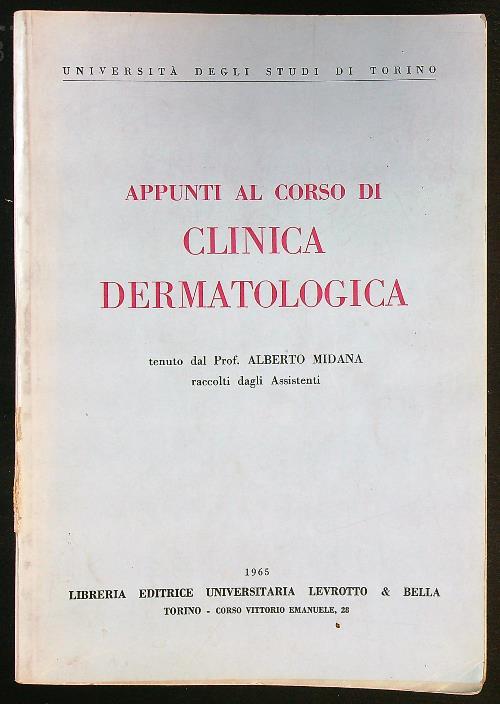 UNIVERSITÀ DEGLI STUDI DI TORINO
APPUNTI AL CORSO DI
CLINICA
DERMATOLOGICA
tenuto dal Prof. ALBERTO MIDANA
raccolti dagli Assistenti
1965
LIBRERIA EDITRICE UNIVERSITARIA LEVROTTO & BELLA
TORINO - CORSO VITTORIO EMANUELE, 28